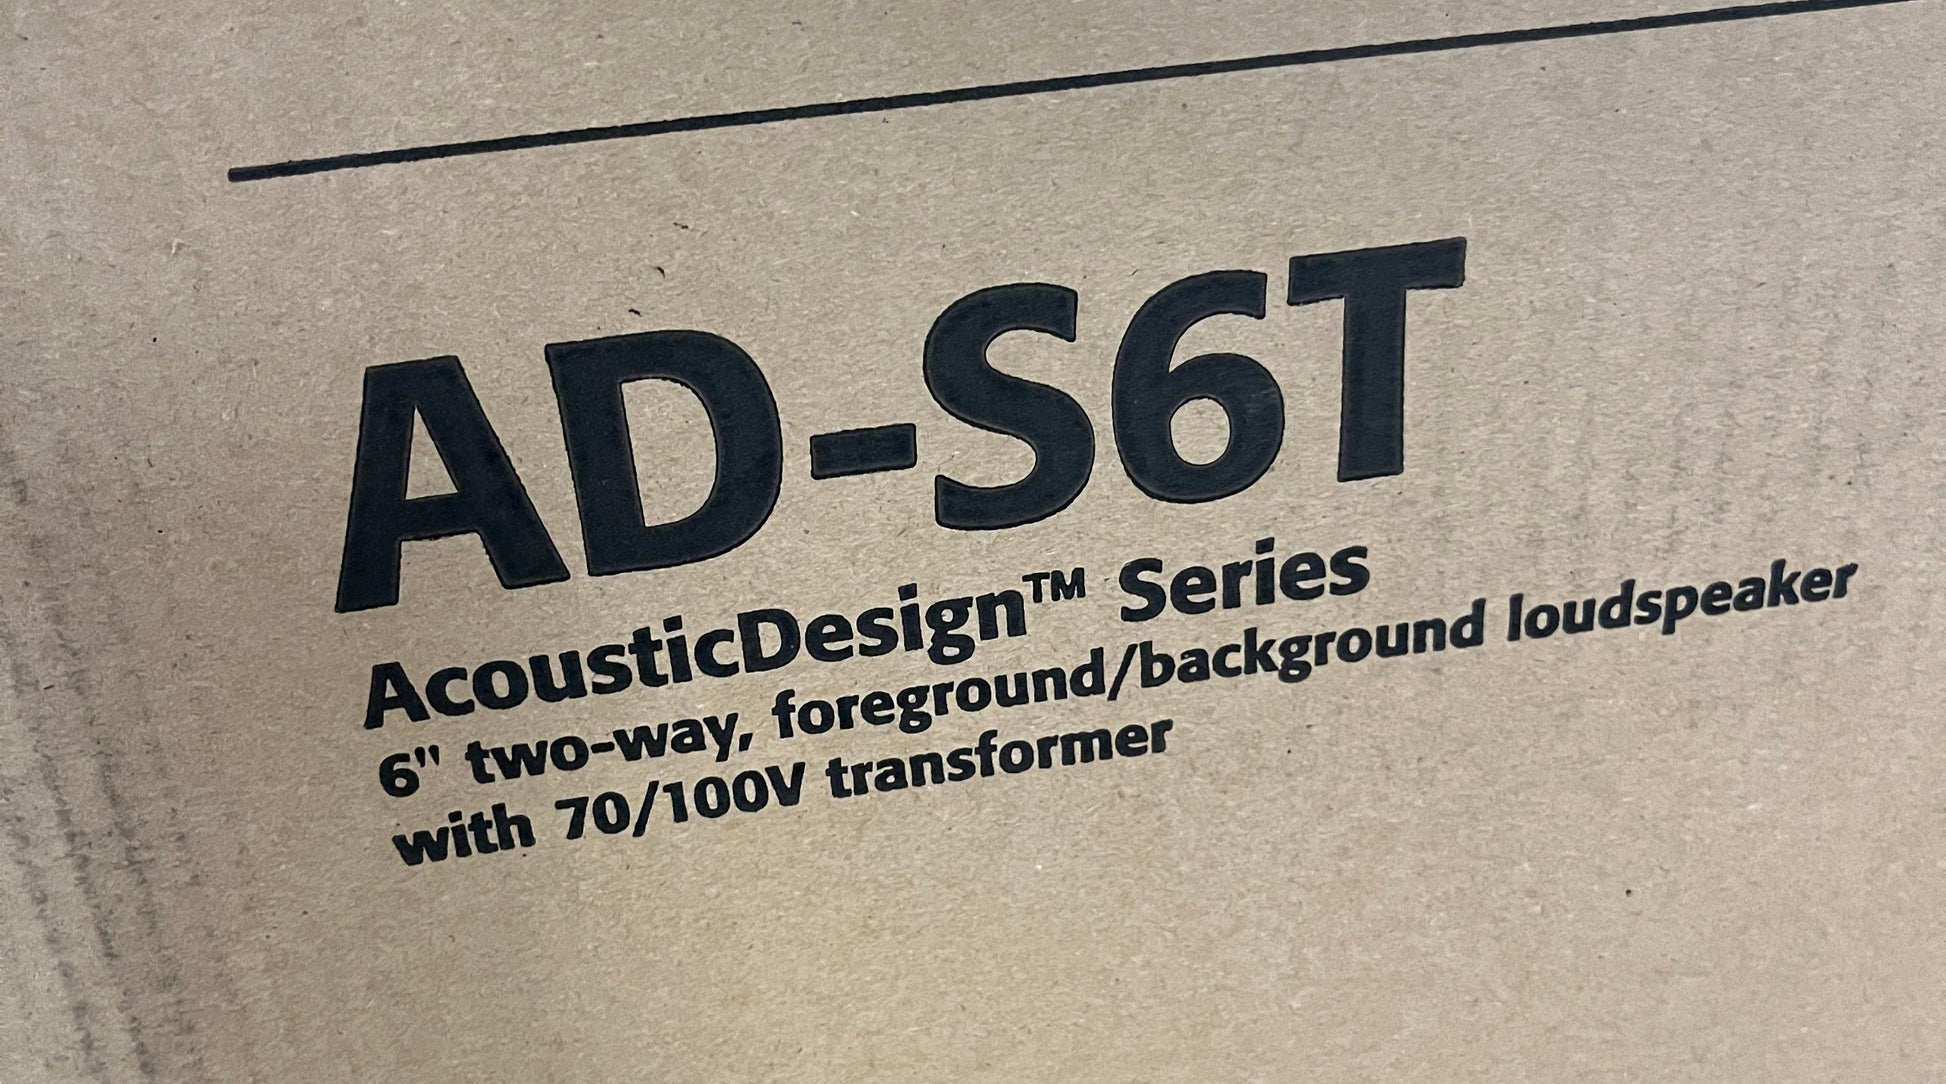 AD-S6T
AcousticDesign™ Series
6" two-way, foreground/background loudspeaker
with 70/100V transformer